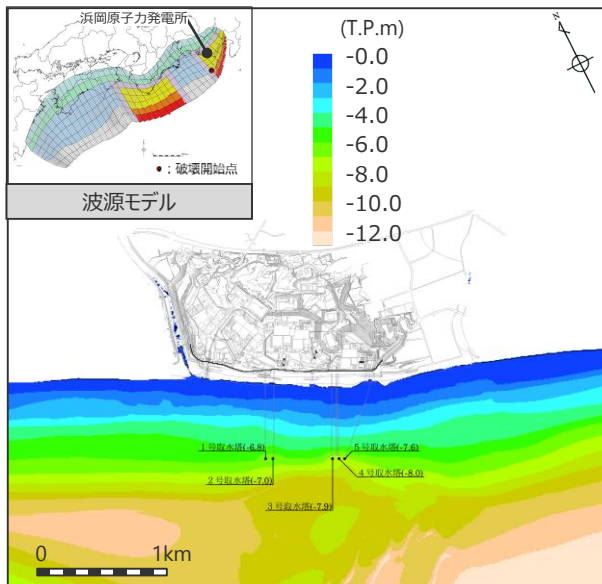 浜岡原子力発電所
●：破壊開始点
波源モデル
(T.P.m)
-0.0
-2.0
-4.0
-6.0
-8.0
-10.0
-12.0
1号取水塔(-6.8)
5号取水塔(-7.6)
2号取水塔(-7.0)
4号取水塔(-8.0)
3号取水塔(-7.9)
0 1km